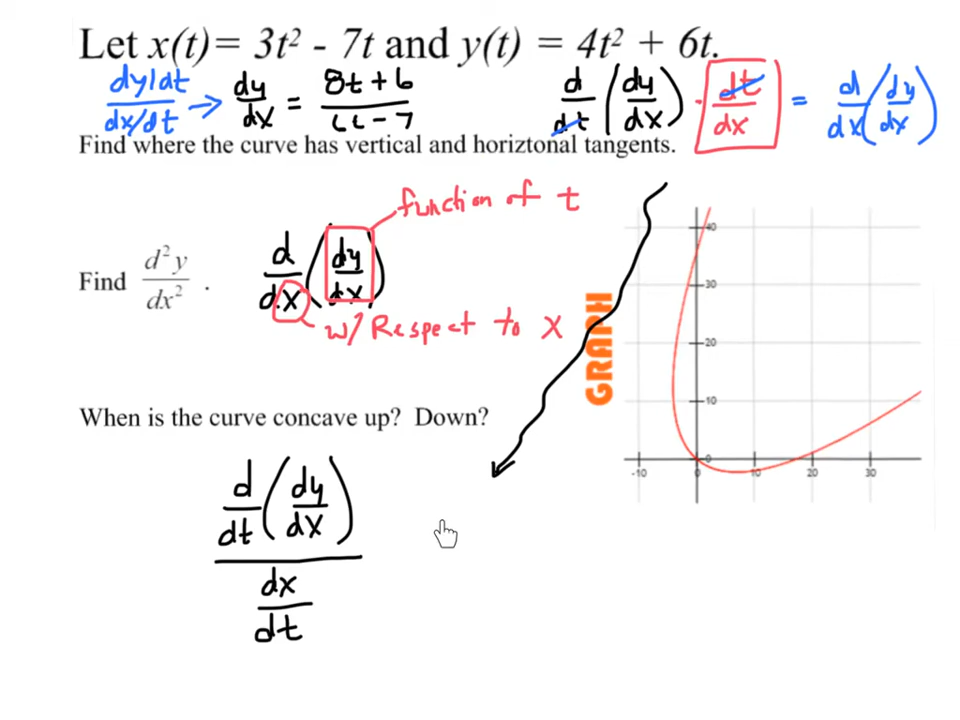 Let x(t)= 3t² - 7t and y(t) = 4t² + 6t.
dy/dt / dx/dt → dy/dx = 8t + 6 / 6t - 7
d/dt (dy/dx) · dt/dx = d/dx (dy/dx)
Find where the curve has vertical and horiztonal tangents.
function of t
Find d²y/dx² .
d/dx (dy/dx)
w/ Respect to X
GRAPH
40
30
20
10
0
-10 0 10 20 30
When is the curve concave up? Down?
d/dt (dy/dx)
dx/dt